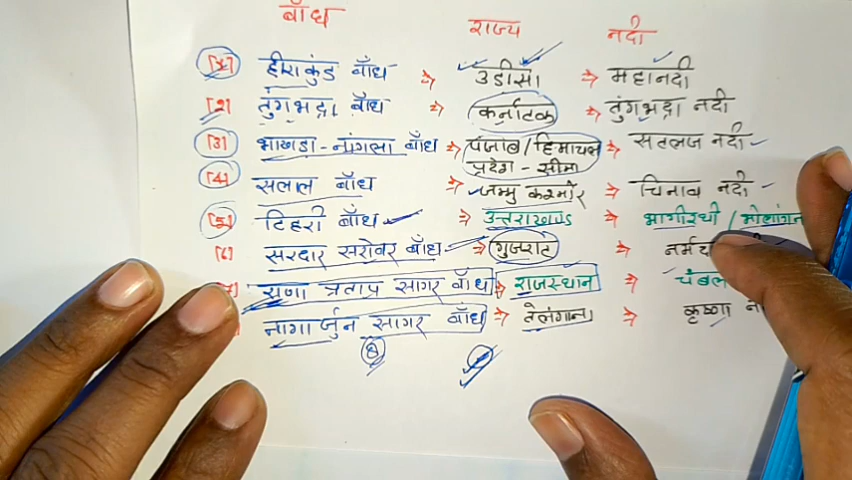 बाँध राज्य नदी
[1] हीराकुंड बाँध → उडीसा → महानदी
[2] तुंगभद्रा बाँध → कर्नाटक → तुंगभद्रा नदी
[3] भाखडा-नांगला बाँध → पंजाब/हिमाचल → सतलज नदी
प्रदेश-सीमा
[4] सलाल बाँध → जम्मु कश्मीर → चिनाव नदी
[5] टिहरी बाँध → उत्तराखण्ड → भागीरथी/
[6] सरदार सरोवर बाँध → गुजरात →
राणा प्रताप सागर बाँध → राजस्थान → चंबल
नागार्जुन सागर बाँध → तेलंगाना → कृष्णा